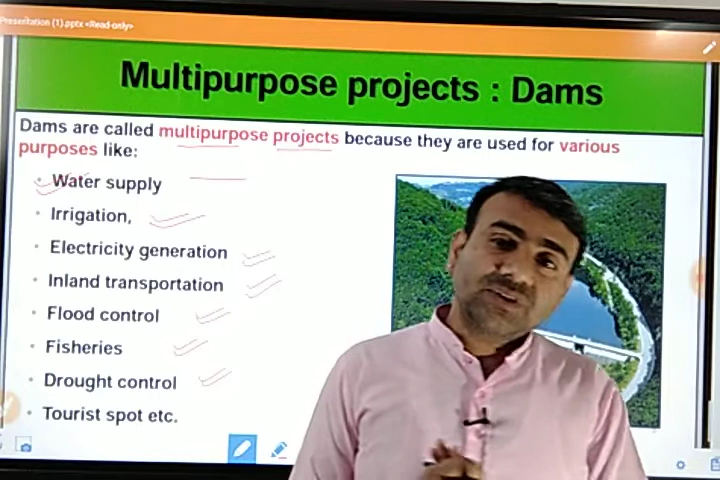 Presentation (1).pptx <Read-only>
Multipurpose projects : Dams
Dams are called multipurpose projects because they are used for various
purposes like:
• Water supply
• Irrigation,
• Electricity generation
• Inland transportation
• Flood control
• Fisheries
• Drought control
• Tourist spot etc.